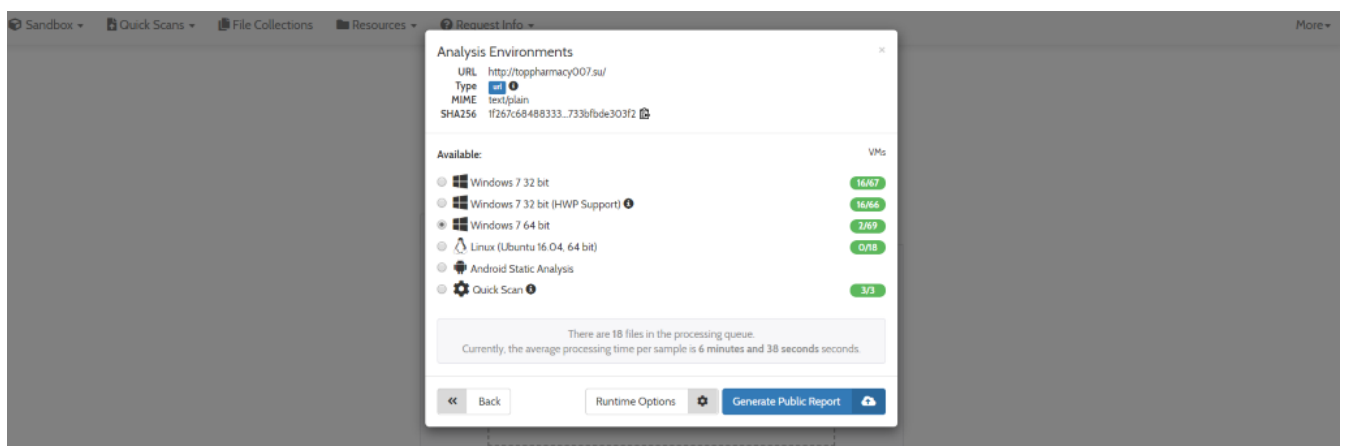 Sandbox Quick Scans File Collections Resources Request Info More
Analysis Environments ×
URL http://toppharmacy007.su/
Type url
MIME text/plain
SHA256 1f267c68488333...733bfbde303f2
Available: VMs
Windows 7 32 bit 16/67
Windows 7 32 bit (HWP Support) 16/66
Windows 7 64 bit 2/69
Linux (Ubuntu 16.04, 64 bit) 0/18
Android Static Analysis
Quick Scan 3/3
There are 18 files in the processing queue.
Currently, the average processing time per sample is 6 minutes and 38 seconds seconds.
« Back Runtime Options Generate Public Report